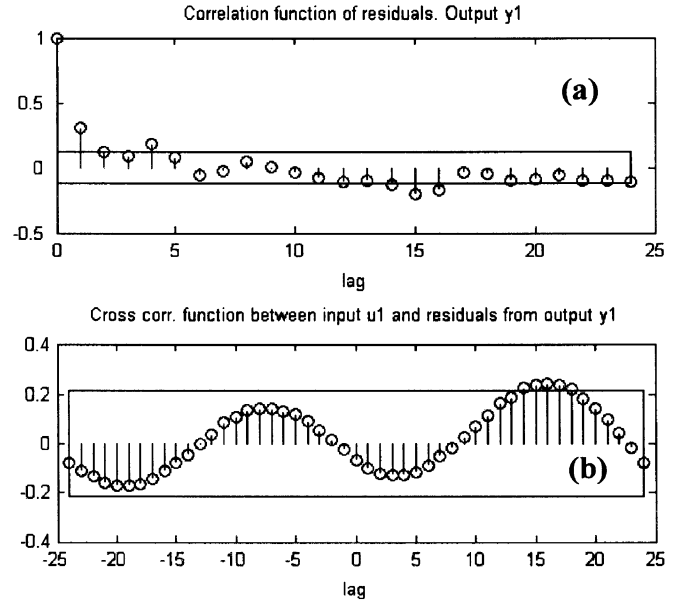 Correlation function of residuals. Output y1
1
0.5
0
-0.5
(a)
0 5 10 15 20 25
lag
Cross corr. function between input u1 and residuals from output y1
0.4
0.2
0
-0.2
-0.4
(b)
-25 -20 -15 -10 -5 0 5 10 15 20 25
lag